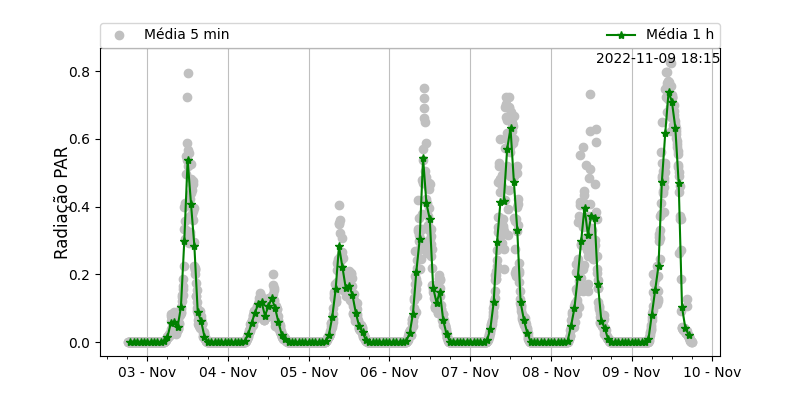 Média 5 min
Média 1 h
2022-11-09 18:15
Radiação PAR
0.8
0.6
0.4
0.2
0.0
03 - Nov
04 - Nov
05 - Nov
06 - Nov
07 - Nov
08 - Nov
09 - Nov
10 - Nov